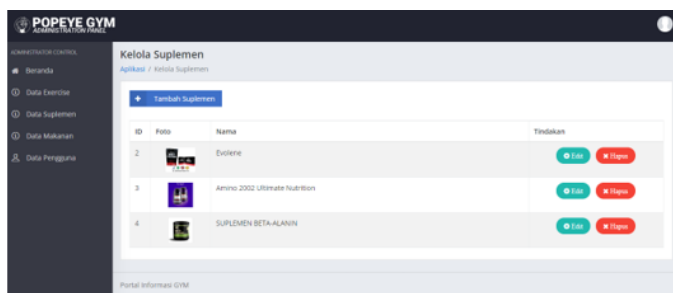 POPEYE GYM
ADMINISTRATION PANEL
ADMINISTRATOR CONTROL
Beranda
Data Exercise
Data Suplemen
Data Makanan
Data Pengguna
Kelola Suplemen
Aplikasi / Kelola Suplemen
+ Tambah Suplemen
ID Foto Nama Tindakan
2 Evolene Edit Hapus
3 Amino 2002 Ultimate Nutrition Edit Hapus
4 SUPLEMEN BETA-ALANIN Edit Hapus
Portal Informasi GYM